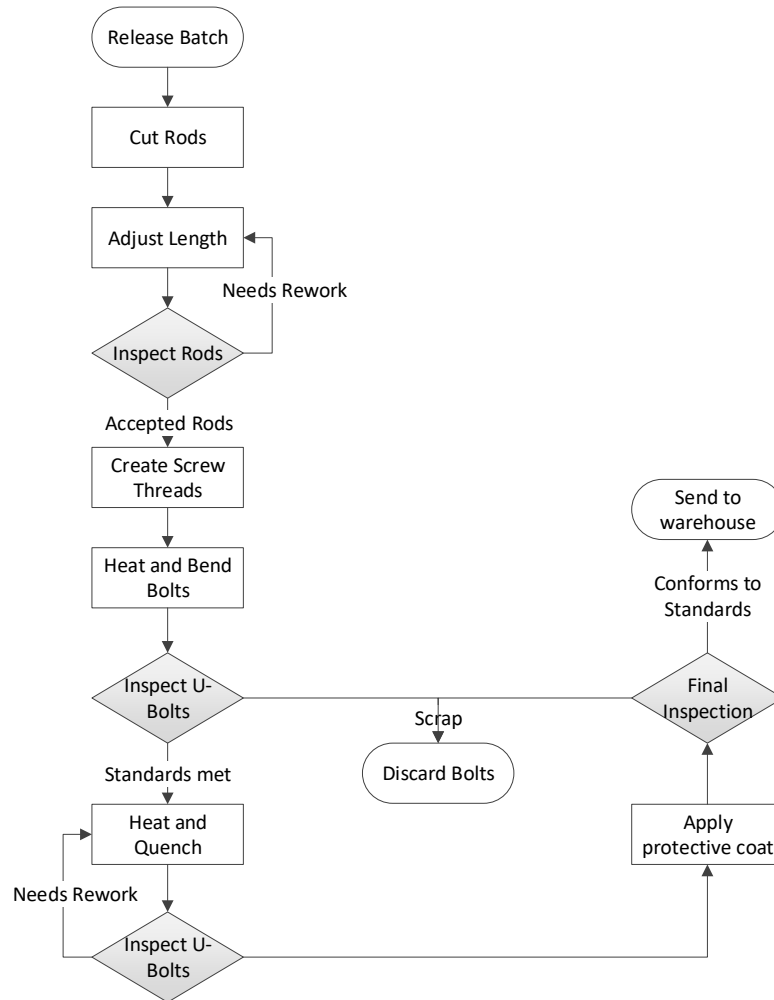 Release Batch
Cut Rods
Adjust Length
Needs Rework
Inspect Rods
Accepted Rods
Create Screw
Threads
Heat and Bend
Bolts
Inspect U-
Bolts
Standards met
Heat and
Quench
Needs Rework
Inspect U-
Bolts
Scrap
Discard Bolts
Send to
warehouse
Conforms to
Standards
Final
Inspection
Apply
protective coat